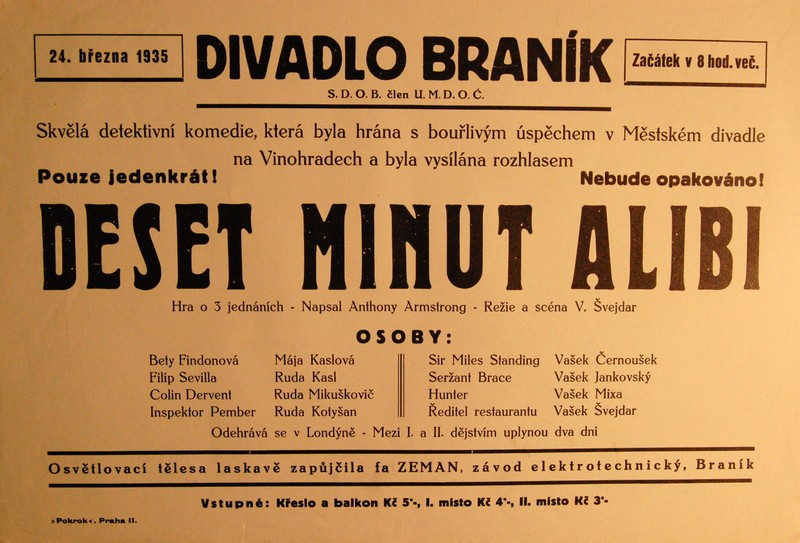 24. března 1935
DIVADLO BRANÍK
Začátek v 8 hod. več.
S. D. O. B. člen U. M. D. O. Č.
Skvělá detektivní komedie, která byla hrána s bouřlivým úspěchem v Městském divadle
na Vinohradech a byla vysílána rozhlasem
Pouze jedenkrát!
Nebude opakováno!
DESET MINUT ALIBI
Hra o 3 jednáních - Napsal Anthony Armstrong - Režie a scéna V. Švejdar
OSOBY:
Bety Findonová Mája Kaslová
Filip Sevilla Ruda Kasl
Colin Dervent Ruda Mikuškovič
Inspektor Pember Ruda Kotyšan
Sir Miles Standing Vašek Černoušek
Seržant Brace Vašek Jankovský
Hunter Vašek Mixa
Ředitel restaurantu Vašek Švejdar
Odehrává se v Londýně - Mezi I. a II. dějstvím uplynou dva dni
Osvětlovací tělesa laskavě zapůjčila fa ZEMAN, závod elektrotechnický, Braník
Vstupné: Křeslo a balkon Kč 5·-, I. místo Kč 4·-, II. místo Kč 3·-
»Pokrok«, Praha II.